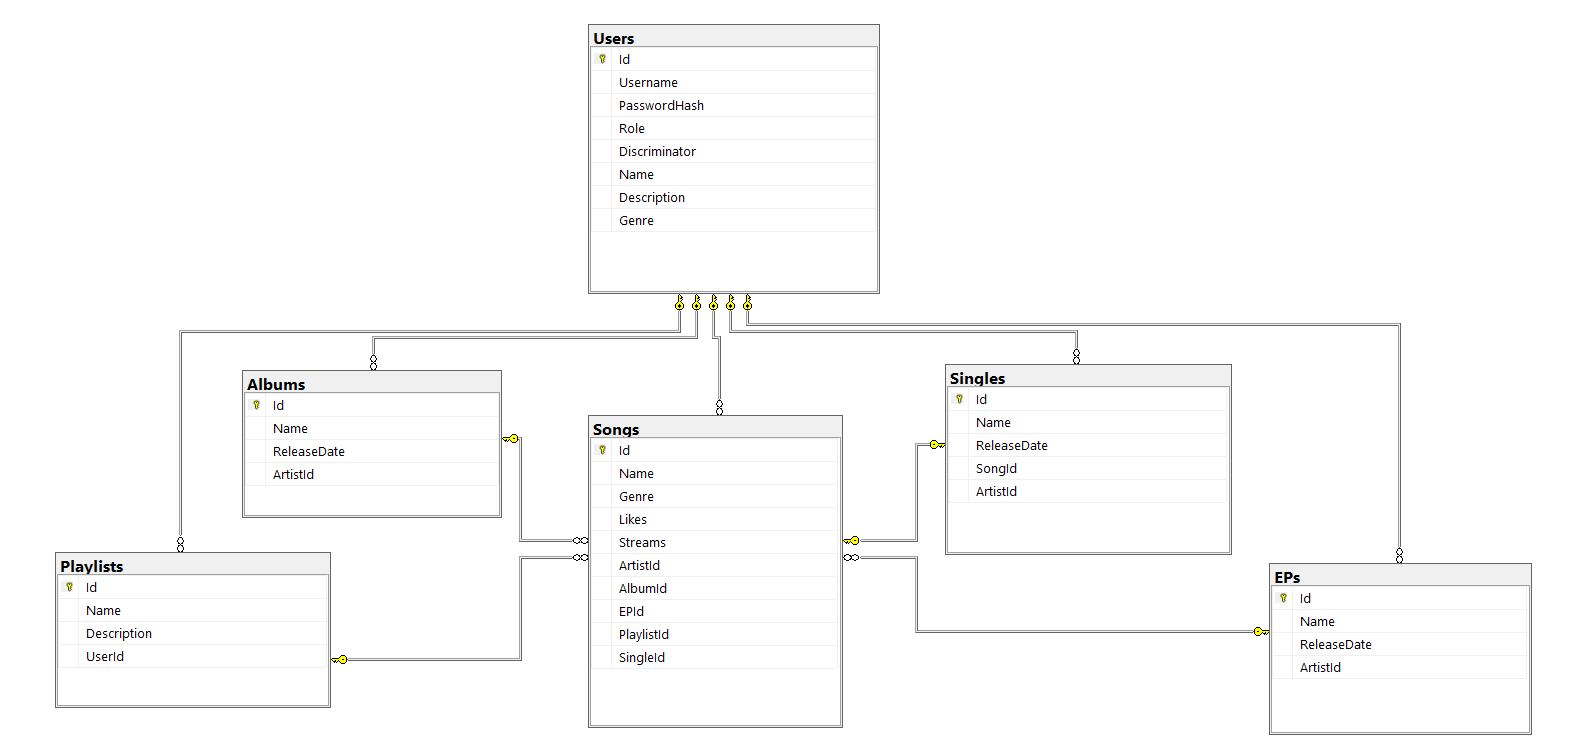 Users
Id
Username
PasswordHash
Role
Discriminator
Name
Description
Genre
Albums
Id
Name
ReleaseDate
ArtistId
Singles
Id
Name
ReleaseDate
SongId
ArtistId
Songs
Id
Name
Genre
Likes
Streams
ArtistId
AlbumId
EPId
PlaylistId
SingleId
Playlists
Id
Name
Description
UserId
EPs
Id
Name
ReleaseDate
ArtistId